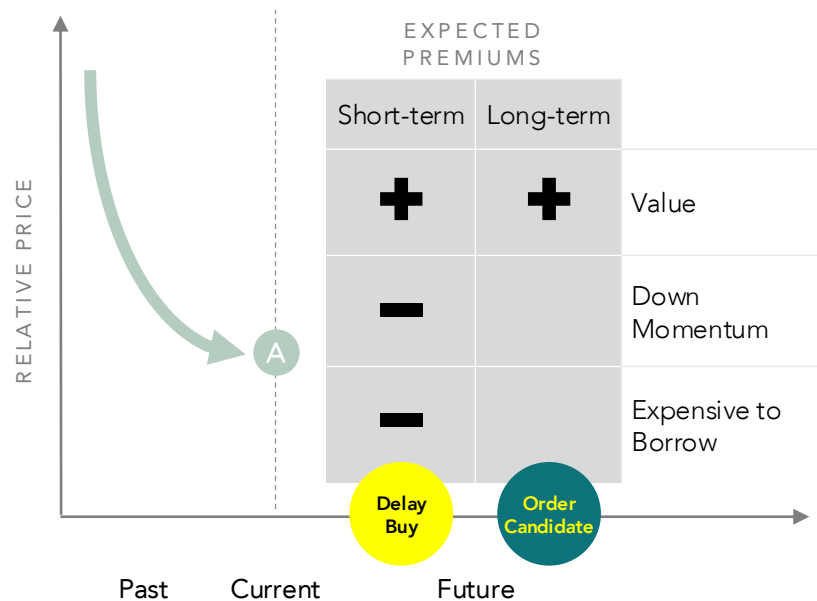 EXPECTED
PREMIUMS
Short-term Long-term
RELATIVE PRICE
+ + Value
− Down
Momentum
− Expensive to
Borrow
A
Delay
Buy
Order
Candidate
Past Current Future